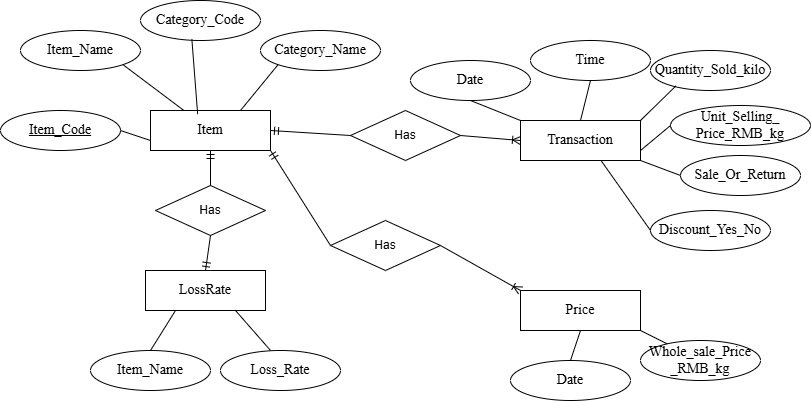 Category_Code
Item_Name
Category_Name
Item_Code
Item
Has
Date
Time
Quantity_Sold_kilo
Unit_Selling_
Price_RMB_kg
Transaction
Sale_Or_Return
Discount_Yes_No
Has
Has
LossRate
Item_Name
Loss_Rate
Price
Whole_sale_Price
_RMB_kg
Date